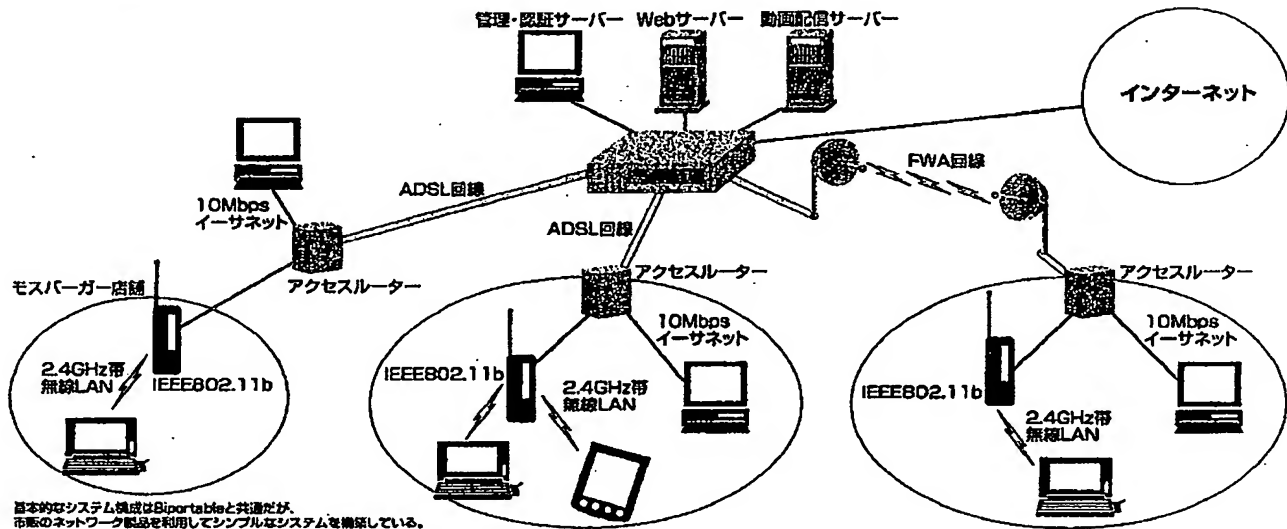 管理・認証サーバー
Webサーバー
動画配信サーバー
インターネット
FWA回線
ADSL回線
10Mbps
イーサネット
ADSL回線
アクセスルーター
アクセスルーター
アクセスルーター
モスバーガー店舗
10Mbps
イーサネット
10Mbps
イーサネット
2.4GHz帯
無線LAN
IEEE802.11b
IEEE802.11b
2.4GHz帯
無線LAN
IEEE802.11b
2.4GHz帯
無線LAN
基本的なシステム構成はBiportableと共通だが、
市販のネットワーク製品を利用してシンプルなシステムを構築している。